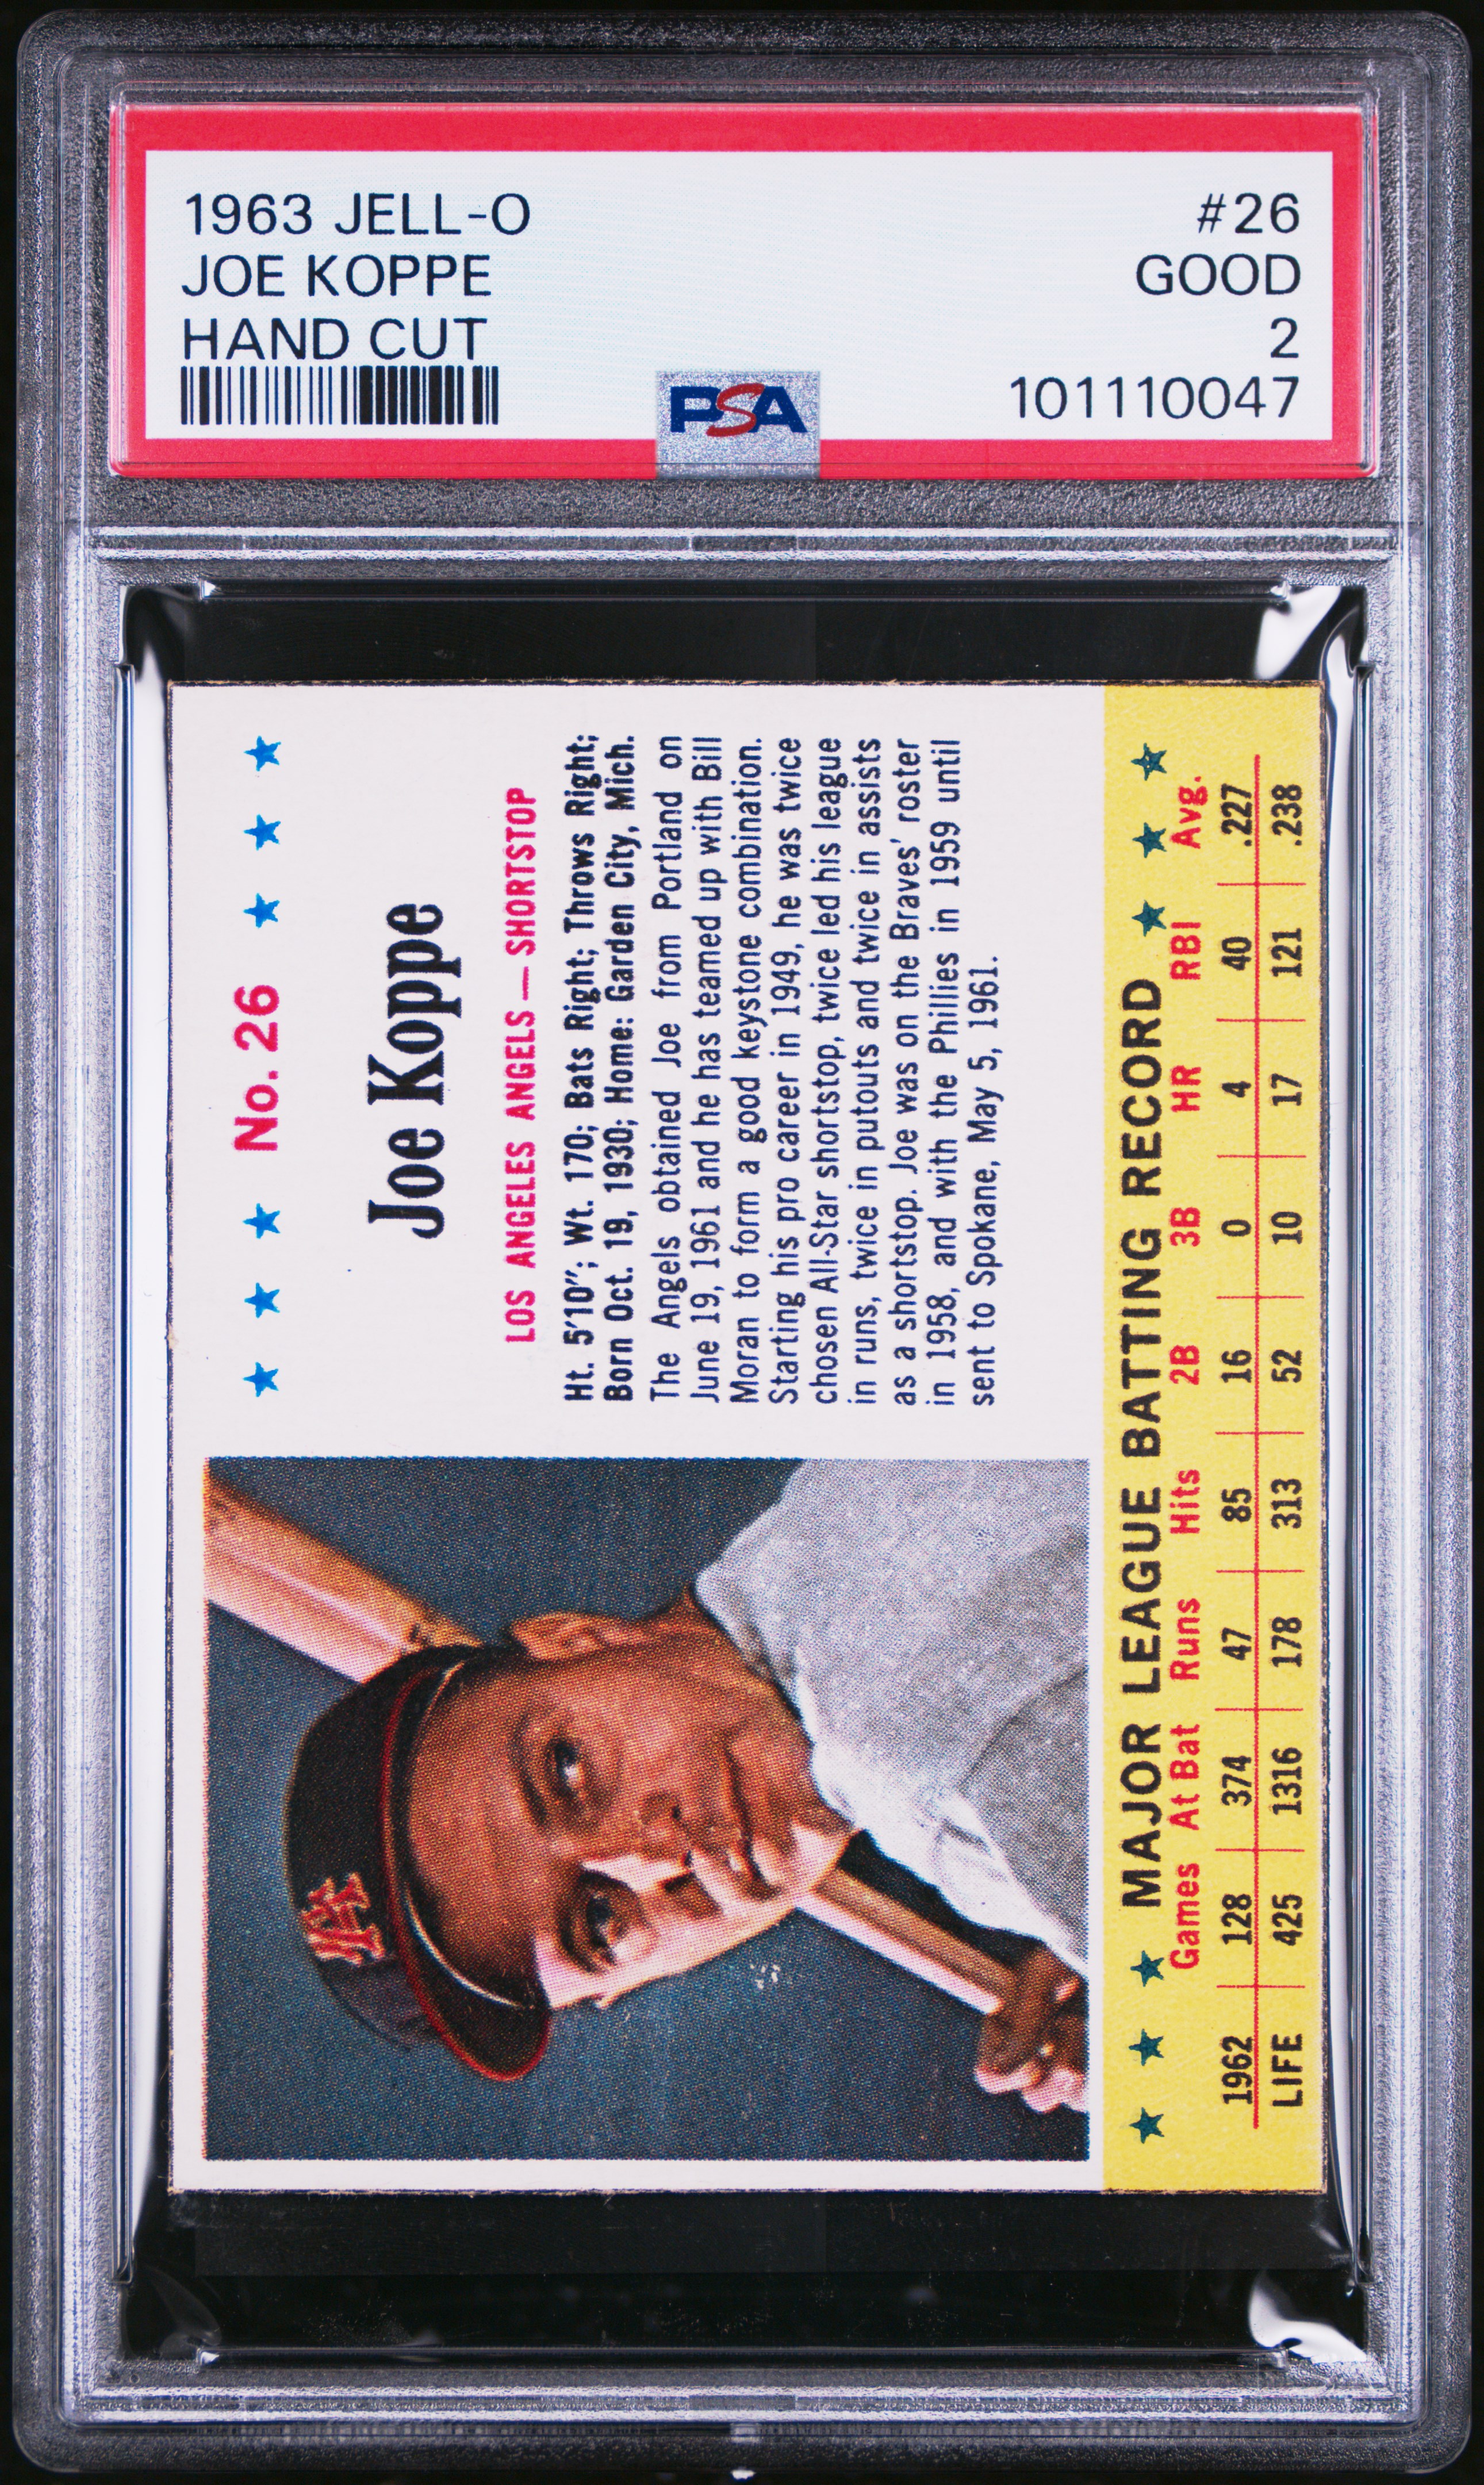 1963 JELL-O #26
JOE KOPPE GOOD
HAND CUT 2
PSA 101110047
No. 26
Joe Koppe
LOS ANGELES ANGELS — SHORTSTOP
Ht. 5'10"; Wt. 170; Bats Right; Throws Right;
Born Oct. 19, 1930; Home: Garden City, Mich.
The Angels obtained Joe from Portland on
June 19, 1961 and he has teamed up with Bill
Moran to form a good keystone combination.
Starting his pro career in 1949, he was twice
chosen All-Star shortstop, twice led his league
in runs, twice in putouts and twice in assists
as a shortstop. Joe was on the Braves' roster
in 1958, and with the Phillies in 1959 until
sent to Spokane, May 5, 1961.
LA
MAJOR LEAGUE BATTING RECORD
Games At Bat Runs Hits 2B 3B HR RBI Avg.
1962 128 374 47 85 16 0 4 40 .227
LIFE 425 1316 178 313 52 10 17 121 .238